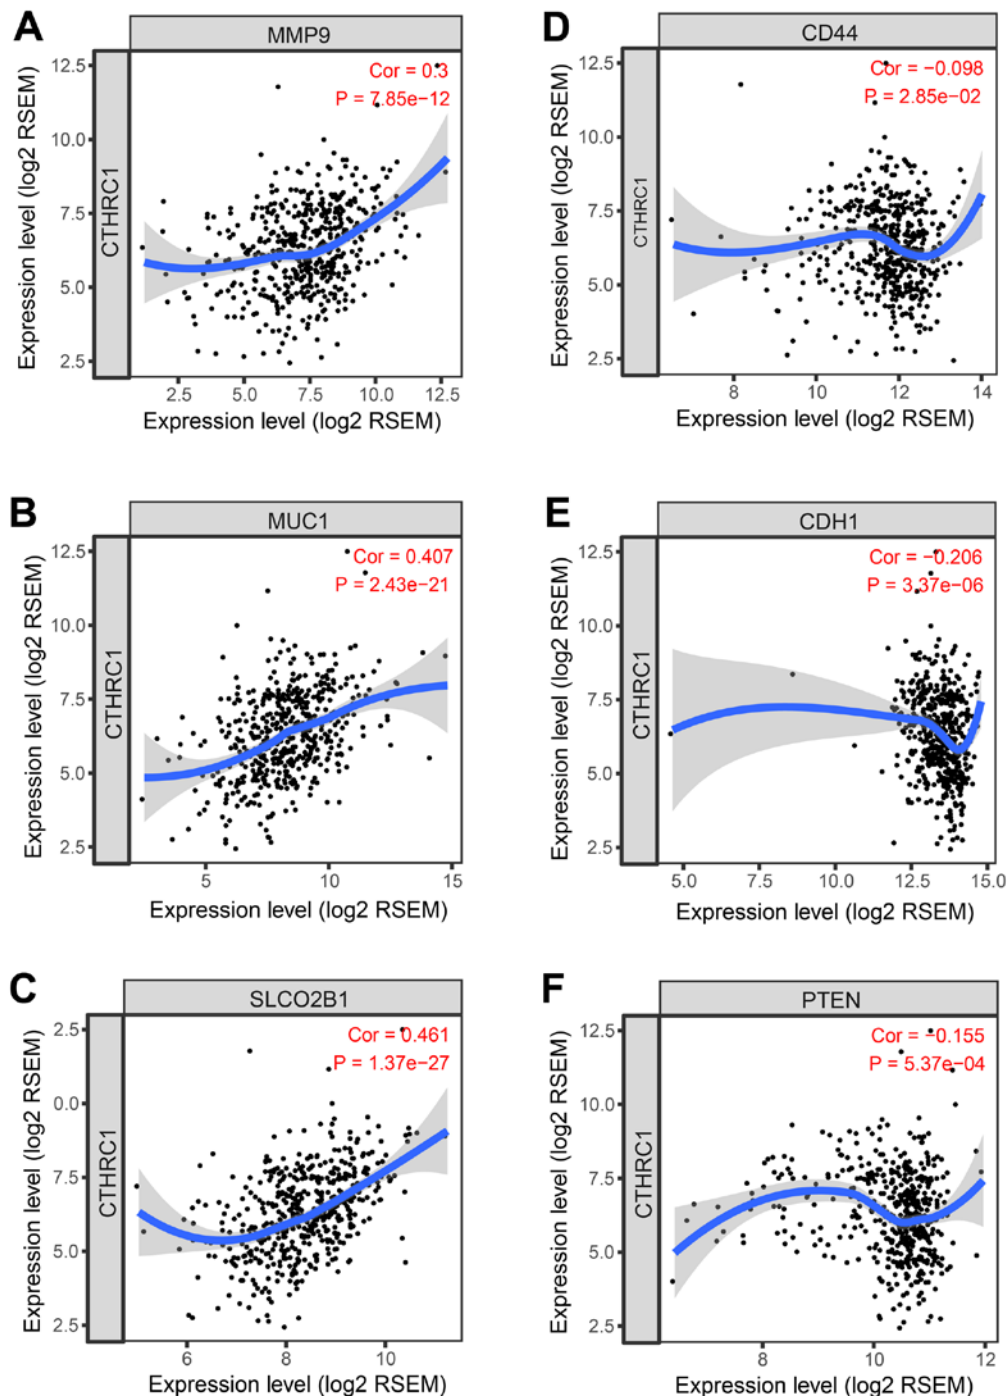 A
MMP9
Cor = 0.3
P = 7.85e−12
CTHRC1
Expression level (log2 RSEM)
12.5
10.0
7.5
5.0
2.5
2.5 5.0 7.5 10.0 12.5
Expression level (log2 RSEM)
D
CD44
Cor = −0.098
P = 2.85e−02
CTHRC1
Expression level (log2 RSEM)
12.5
10.0
7.5
5.0
2.5
8 10 12 14
Expression level (log2 RSEM)
B
MUC1
Cor = 0.407
P = 2.43e−21
CTHRC1
Expression level (log2 RSEM)
12.5
10.0
7.5
5.0
2.5
5 10 15
Expression level (log2 RSEM)
E
CDH1
Cor = −0.206
P = 3.37e−06
CTHRC1
Expression level (log2 RSEM)
12.5
10.0
7.5
5.0
2.5
5.0 7.5 10.0 12.5 15.0
Expression level (log2 RSEM)
C
SLCO2B1
Cor = 0.461
P = 1.37e−27
CTHRC1
Expression level (log2 RSEM)
2.5
0.0
7.5
5.0
2.5
6 8 10
Expression level (log2 RSEM)
F
PTEN
Cor = −0.155
P = 5.37e−04
CTHRC1
Expression level (log2 RSEM)
12.5
10.0
7.5
5.0
2.5
8 10 12
Expression level (log2 RSEM)